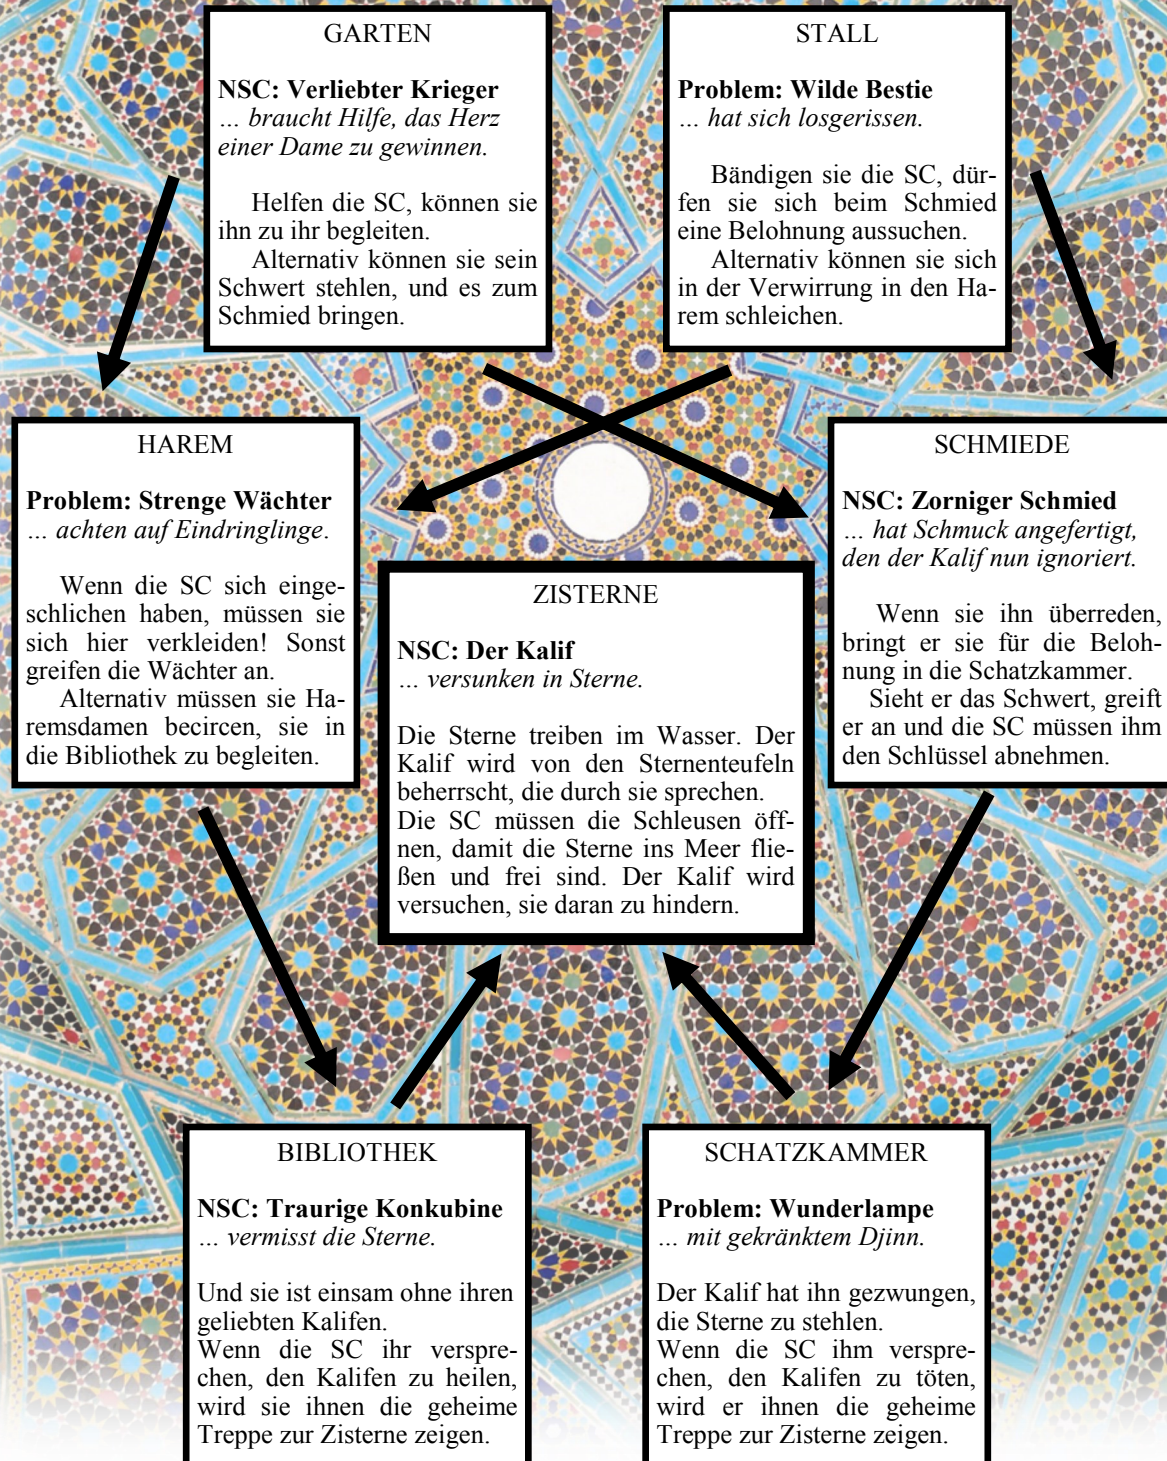 GARTEN
NSC: Verliebter Krieger
... braucht Hilfe, das Herz
einer Dame zu gewinnen.
Helfen die SC, können sie
ihn zu ihr begleiten.
Alternativ können sie sein
Schwert stehlen, und es zum
Schmied bringen.
STALL
Problem: Wilde Bestie
... hat sich losgerissen.
Bändigen sie die SC, dür-
fen sie sich beim Schmied
eine Belohnung aussuchen.
Alternativ können sie sich
in der Verwirrung in den Ha-
rem schleichen.
HAREM
Problem: Strenge Wächter
... achten auf Eindringlinge.
Wenn die SC sich einge-
schlichen haben, müssen sie
sich hier verkleiden! Sonst
greifen die Wächter an.
Alternativ müssen sie Ha-
remsdamen becircen, sie in
die Bibliothek zu begleiten.
SCHMIEDE
NSC: Zorniger Schmied
... hat Schmuck angefertigt,
den der Kalif nun ignoriert.
Wenn sie ihn überreden,
bringt er sie für die Beloh-
nung in die Schatzkammer.
Sieht er das Schwert, greift
er an und die SC müssen ihm
den Schlüssel abnehmen.
ZISTERNE
NSC: Der Kalif
... versunken in Sterne.
Die Sterne treiben im Wasser. Der
Kalif wird von den Sternenteufeln
beherrscht, die durch sie sprechen.
Die SC müssen die Schleusen öff-
nen, damit die Sterne ins Meer flie-
ßen und frei sind. Der Kalif wird
versuchen, sie daran zu hindern.
BIBLIOTHEK
NSC: Traurige Konkubine
... vermisst die Sterne.
Und sie ist einsam ohne ihren
geliebten Kalifen.
Wenn die SC ihr verspre-
chen, den Kalifen zu heilen,
wird sie ihnen die geheime
Treppe zur Zisterne zeigen.
SCHATZKAMMER
Problem: Wunderlampe
... mit gekränktem Djinn.
Der Kalif hat ihn gezwungen,
die Sterne zu stehlen.
Wenn die SC ihm verspre-
chen, den Kalifen zu töten,
wird er ihnen die geheime
Treppe zur Zisterne zeigen.